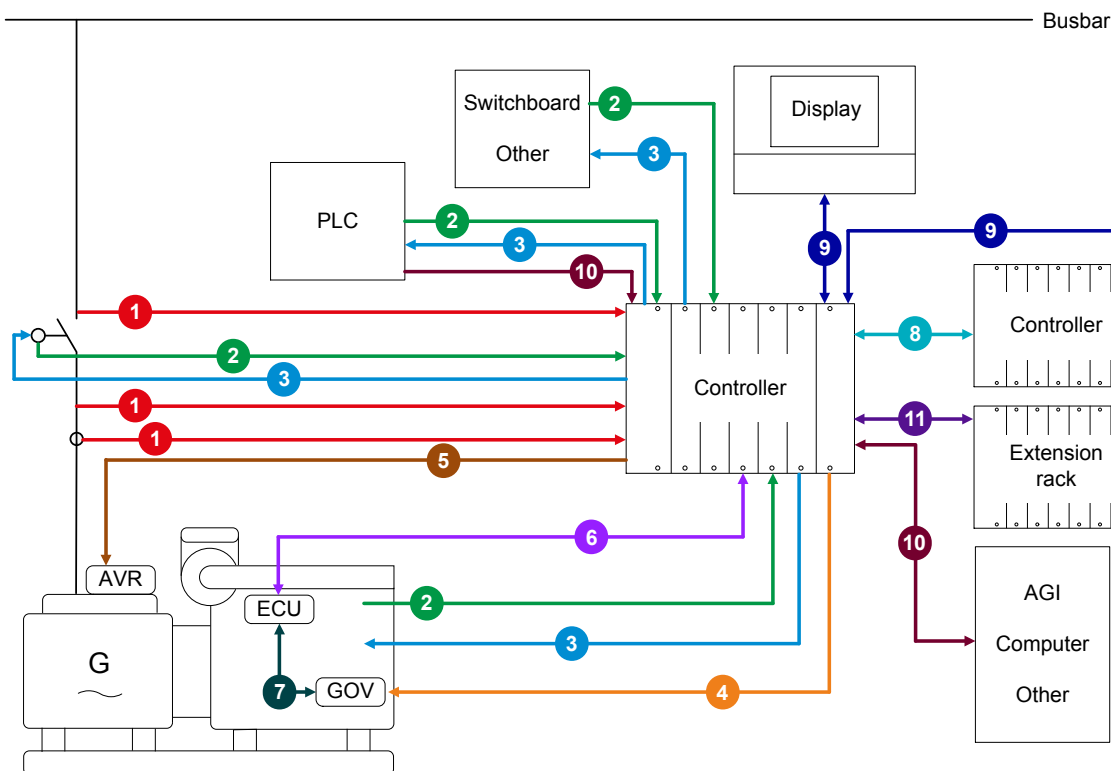 Busbar
Switchboard
Other
2
3
Display
PLC
2
3
10
9
9
1
2
3
1
1
5
Controller
8
Controller
11
Extension
rack
10
6
AVR
ECU
2
G
3
7
GOV
4
AGI
Computer
Other